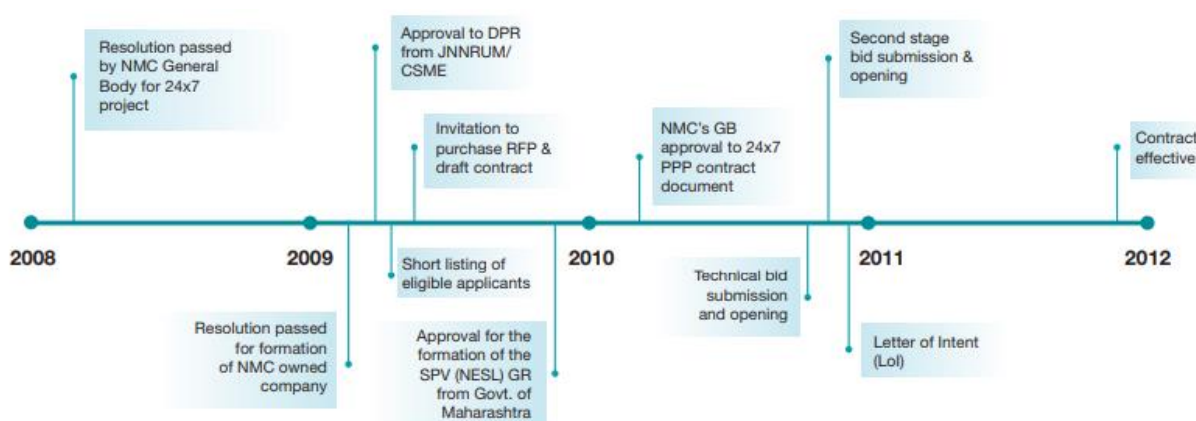 Resolution passed
by NMC General
Body for 24x7
project
Approval to DPR
from JNNRUM/
CSME
Invitation to
purchase RFP &
draft contract
NMC's GB
approval to 24x7
PPP contract
document
Second stage
bid submission &
opening
Contract
effective
2008
2009
2010
2011
2012
Resolution passed
for formation
of NMC owned
company
Short listing of
eligible applicants
Approval for the
formation of the
SPV (NESL) GR
from Govt. of
Maharashtra
Technical bid
submission
and opening
Letter of Intent
(LoI)